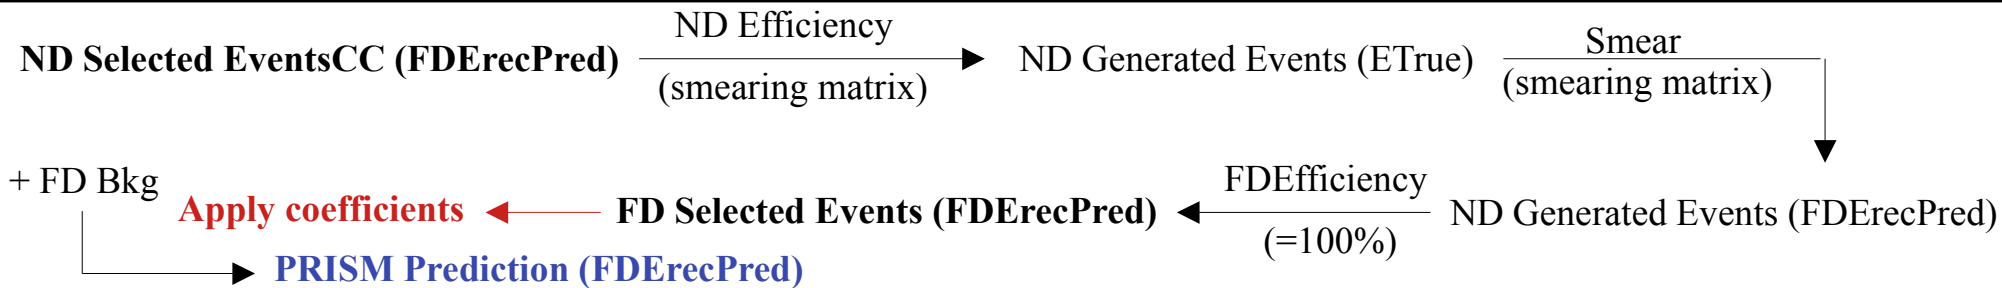 ND Efficiency
ND Selected EventsCC (FDErecPred)
(smearing matrix)
ND Generated Events (ETrue)
Smear
(smearing matrix)
+ FD Bkg
Apply coefficients
FD Selected Events (FDErecPred)
FDEfficiency
(=100%)
ND Generated Events (FDErecPred)
PRISM Prediction (FDErecPred)